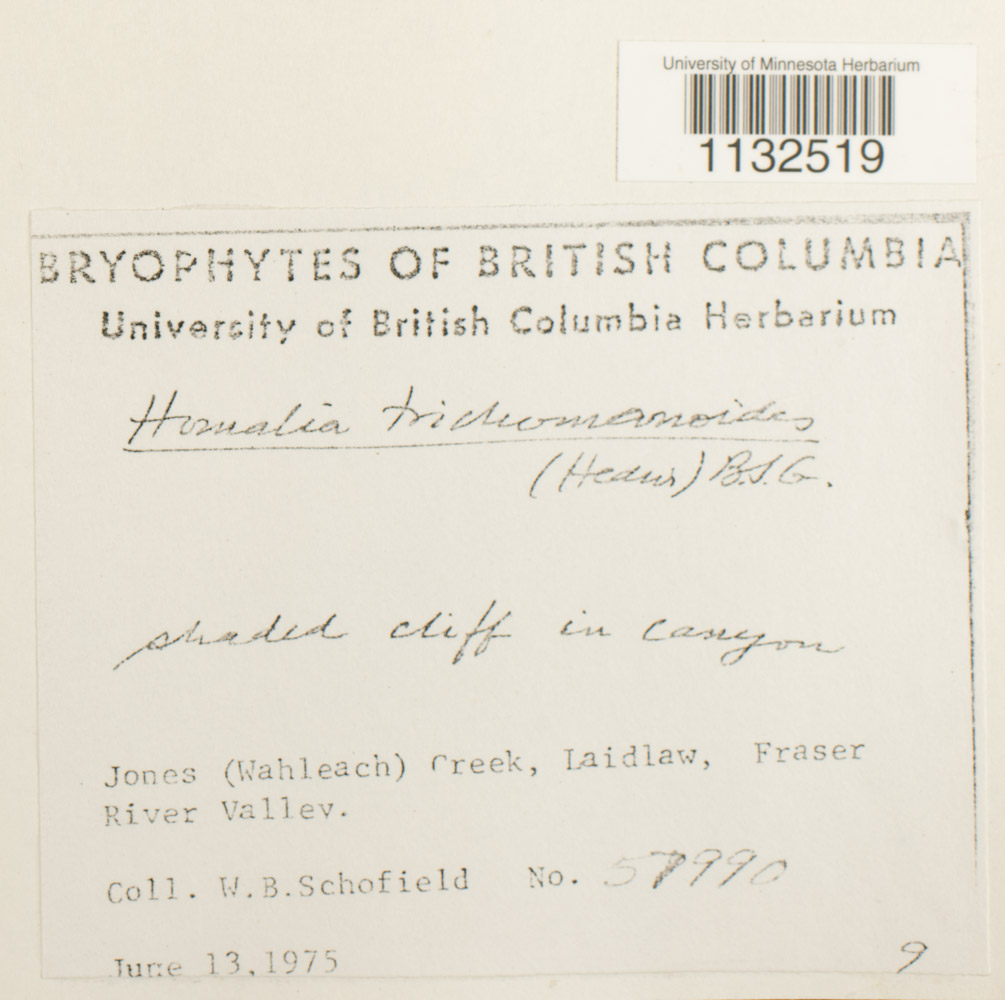 University of Minnesota Herbarium
1132519
BRYOPHYTES OF BRITISH COLUMBIA
University of British Columbia Herbarium
Homalia trichomanoides
(Hedw) B.S.G.
shaded cliff in canyon
Jones (Wahleach) Creek, Laidlaw, Fraser
River Valley.
Coll. W.B.Schofield No. 57990
June 13,1975
9